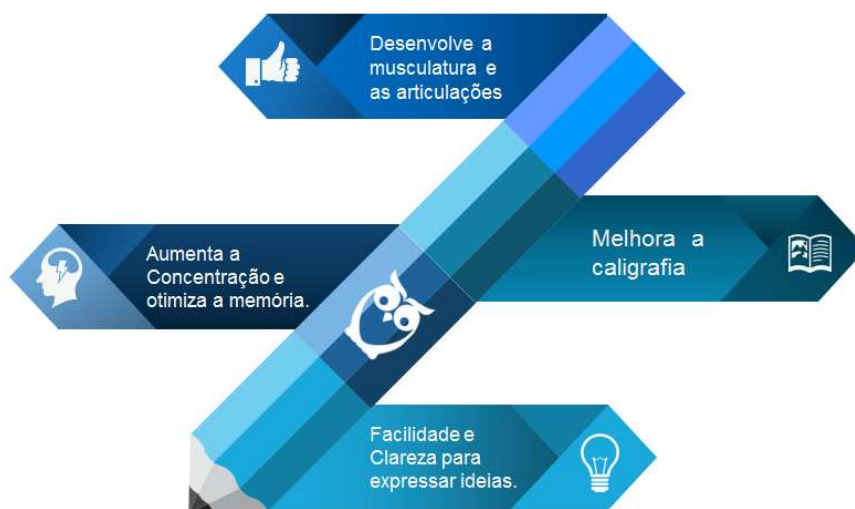 Desenvolve a
musculatura e
as articulações
Melhora a
caligrafia
Aumenta a
Concentração e
otimiza a memória.
Facilidade e
Clareza para
expressar ideias.